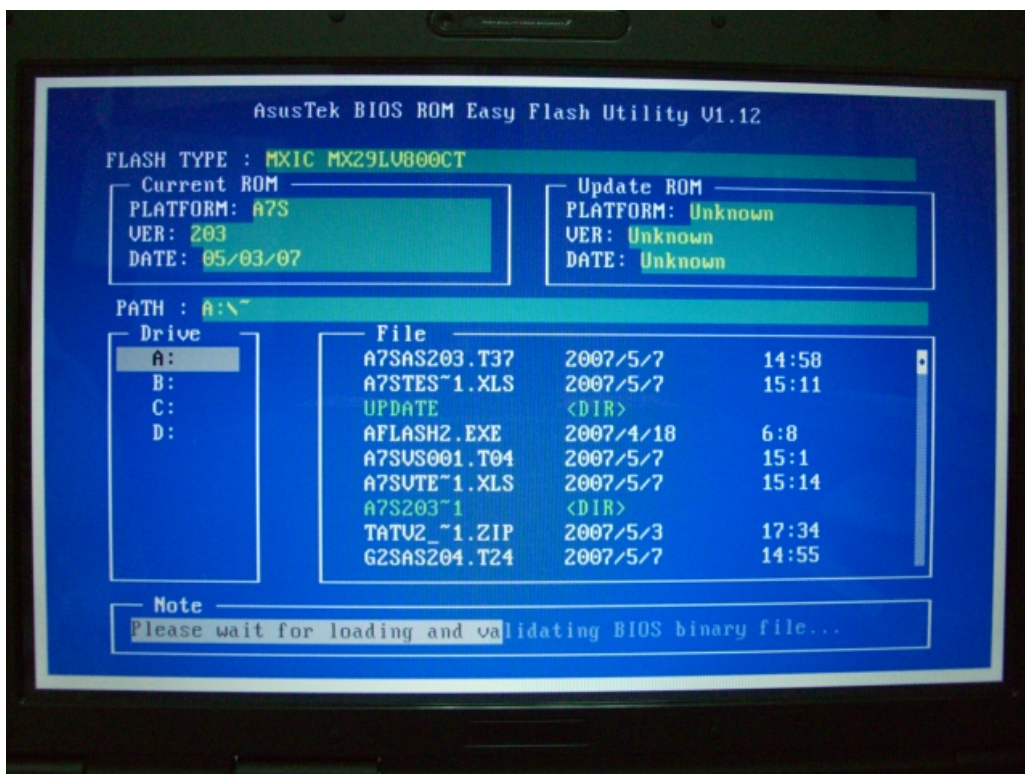 AsusTek BIOS ROM Easy Flash Utility V1.12
FLASH TYPE : MXIC MX29LV800CT
Current ROM
PLATFORM: A7S
VER: 203
DATE: 05/03/07
Update ROM
PLATFORM: Unknown
VER: Unknown
DATE: Unknown
PATH : A:\~
Drive
A:
B:
C:
D:
File
A7SAS203.T37 2007/5/7 14:58
A7STES~1.XLS 2007/5/7 15:11
UPDATE <DIR>
AFLASH2.EXE 2007/4/18 6:8
A7SVS001.T04 2007/5/7 15:1
A7SVTE~1.XLS 2007/5/7 15:14
A7S203~1 <DIR>
TATV2_~1.ZIP 2007/5/3 17:34
G2SAS204.T24 2007/5/7 14:55
Note
Please wait for loading and validating BIOS binary file...